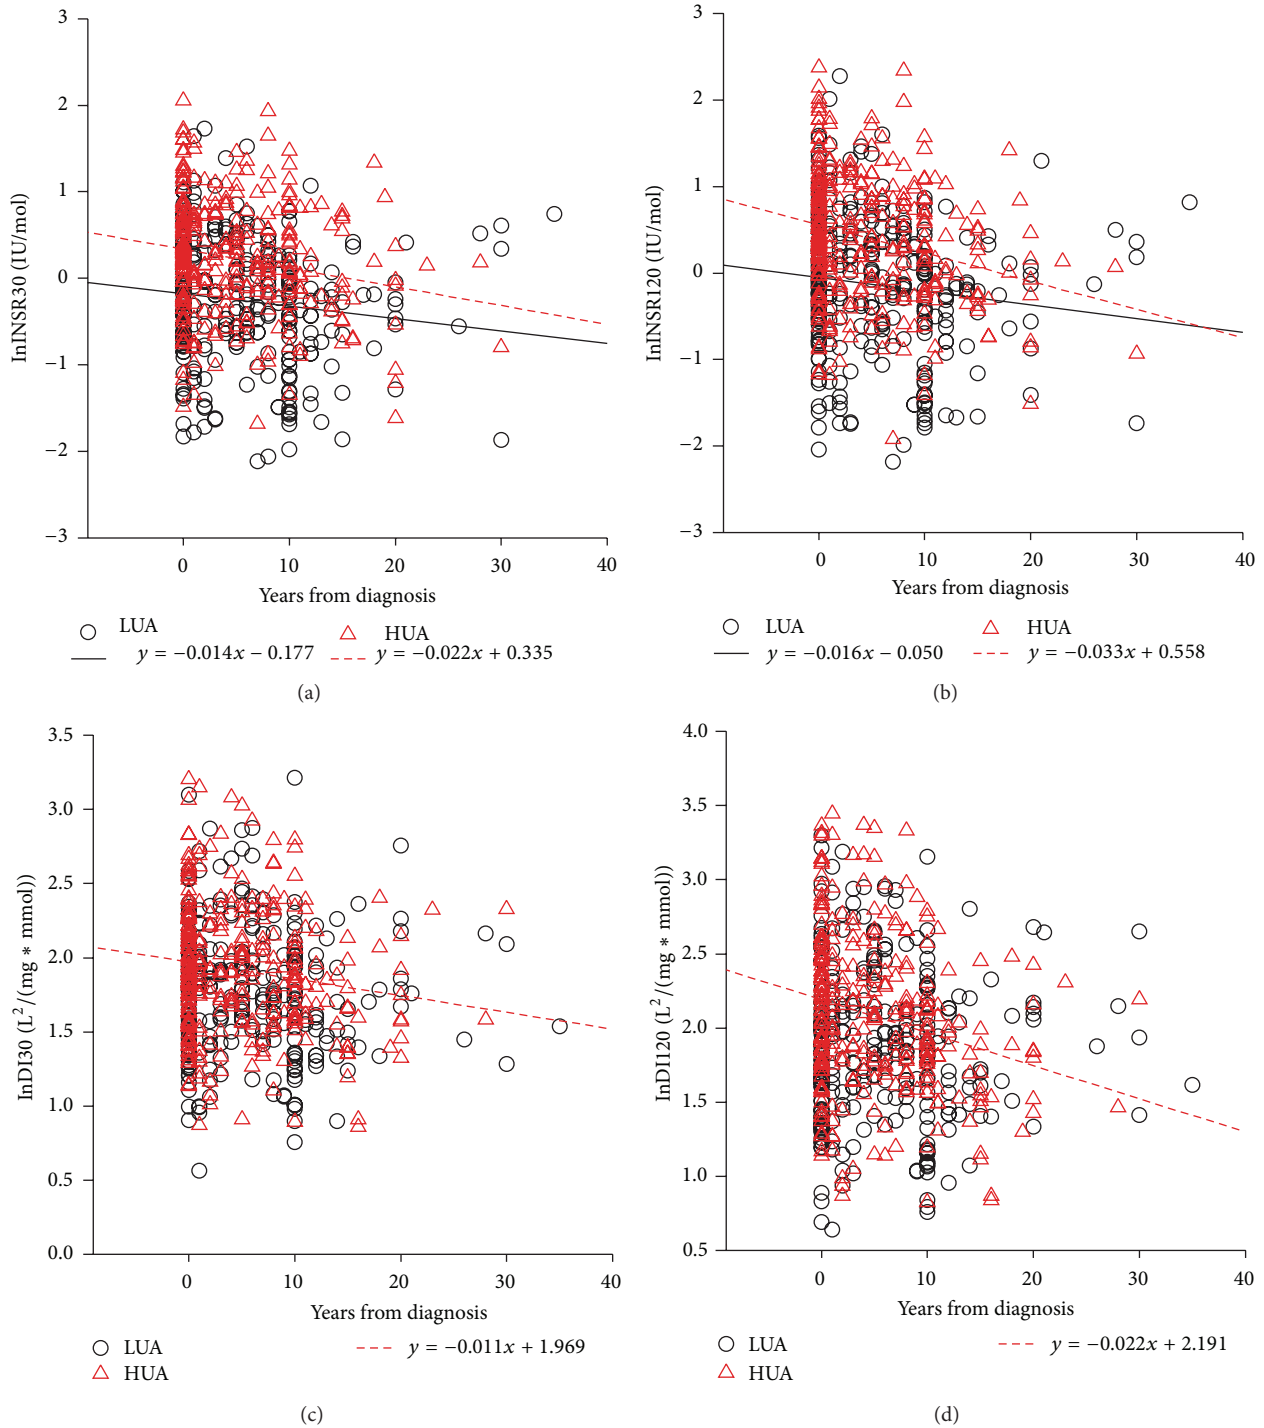 3
2
1
0
−1
−2
−3
lnINSR30 (IU/mol)
0 10 20 30 40
Years from diagnosis
LUA HUA
y = −0.014x − 0.177 y = −0.022x + 0.335
(a)
3
2
1
0
−1
−2
−3
lnINSR120 (IU/mol)
0 10 20 30 40
Years from diagnosis
LUA HUA
y = −0.016x − 0.050 y = −0.033x + 0.558
(b)
3.5
3.0
2.5
2.0
1.5
1.0
0.5
0.0
lnDI30 (L²/(mg ∗ mmol))
0 10 20 30 40
Years from diagnosis
LUA y = −0.011x + 1.969
HUA
(c)
4.0
3.5
3.0
2.5
2.0
1.5
1.0
0.5
lnDI120 (L²/(mg ∗ mmol))
0 10 20 30 40
Years from diagnosis
LUA y = −0.022x + 2.191
HUA
(d)